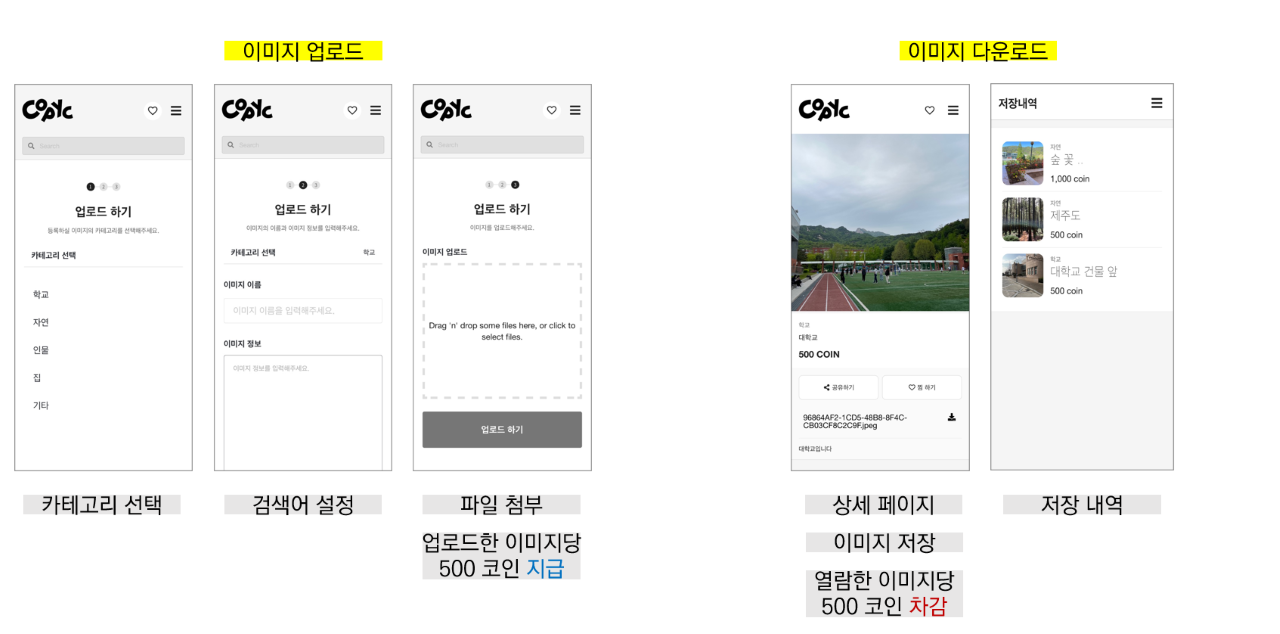 이미지 업로드
copyc
Search
1 2 3
업로드 하기
등록하실 이미지의 카테고리를 선택해주세요.
카테고리 선택
학교
자연
인물
집
기타
카테고리 선택
copyc
Search
1 2 3
업로드 하기
이미지의 이름과 이미지 정보를 입력해주세요.
카테고리 선택 학교
이미지 이름
이미지 이름을 입력해주세요.
이미지 정보
이미지 정보를 입력해주세요.
검색어 설정
copyc
Search
1 2 3
업로드 하기
이미지를 업로드해주세요.
이미지 업로드
Drag 'n' drop some files here, or click to
select files.
업로드 하기
파일 첨부
업로드한 이미지당
500 코인 지급
이미지 다운로드
copyc
학교
대학교
500 COIN
공유하기 찜 하기
96864AF2-1CD5-48B8-8F4C-
CB03CF8C2C9F.jpeg
대학교입니다
상세 페이지
이미지 저장
열람한 이미지당
500 코인 차감
저장내역
자연
숲 꽃 ..
1,000 coin
자연
제주도
500 coin
학교
대학교 건물 앞
500 coin
저장 내역